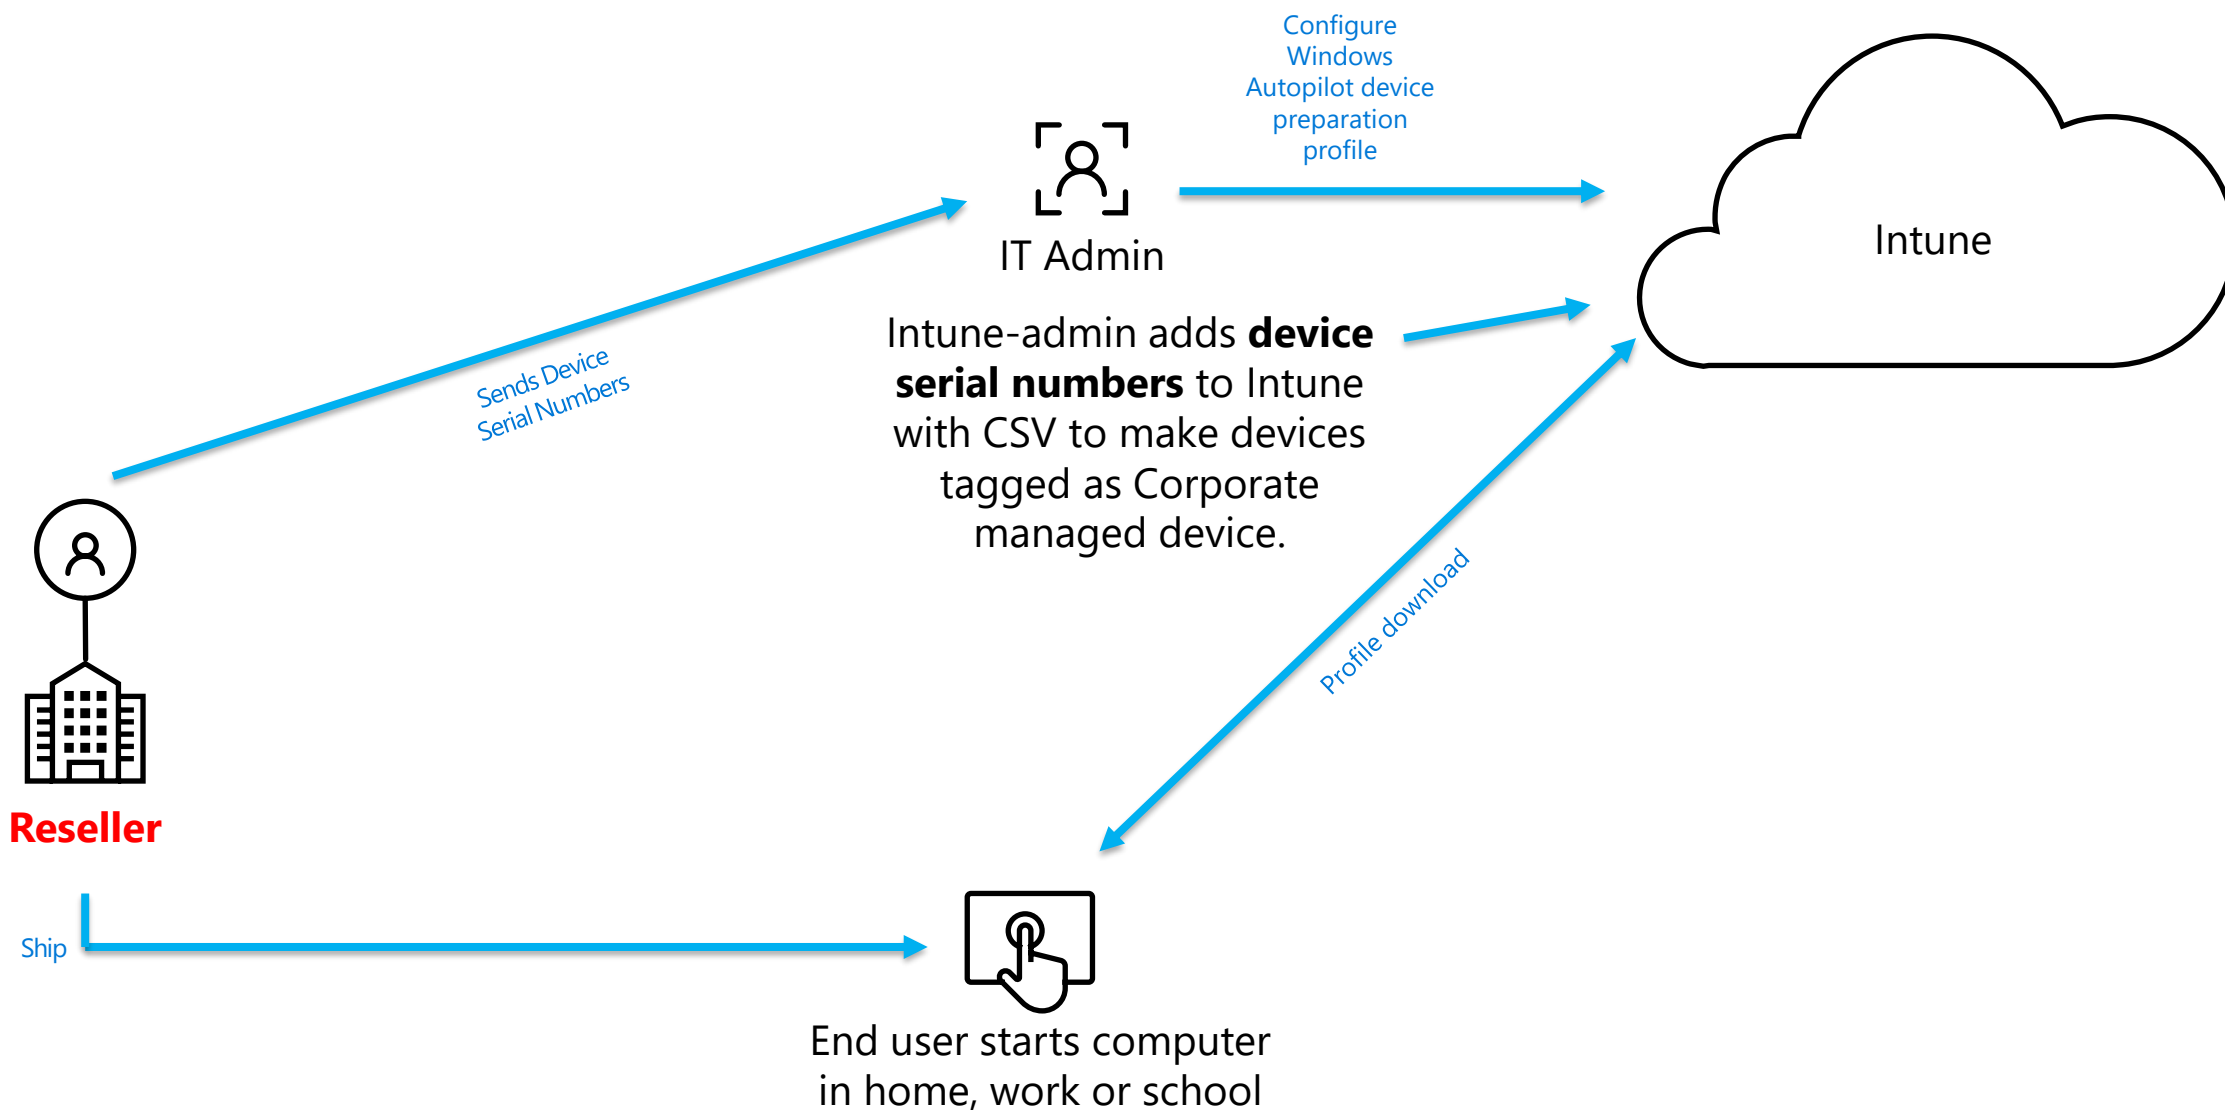 Configure
Windows
Autopilot device
preparation
profile
Intune
IT Admin
Intune-admin adds device
serial numbers to Intune
with CSV to make devices
tagged as Corporate
managed device.
Sends Device
Serial Numbers
Profile download
Reseller
Ship
End user starts computer
in home, work or school